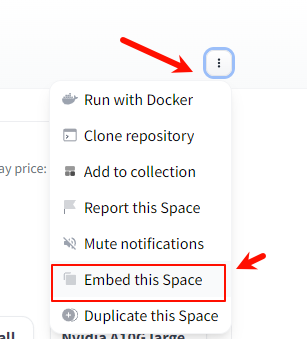 Run with Docker
Clone repository
ay price:
Add to collection
Report this Space
Mute notifications
Embed this Space
Duplicate this Space
Nvidia A10G large